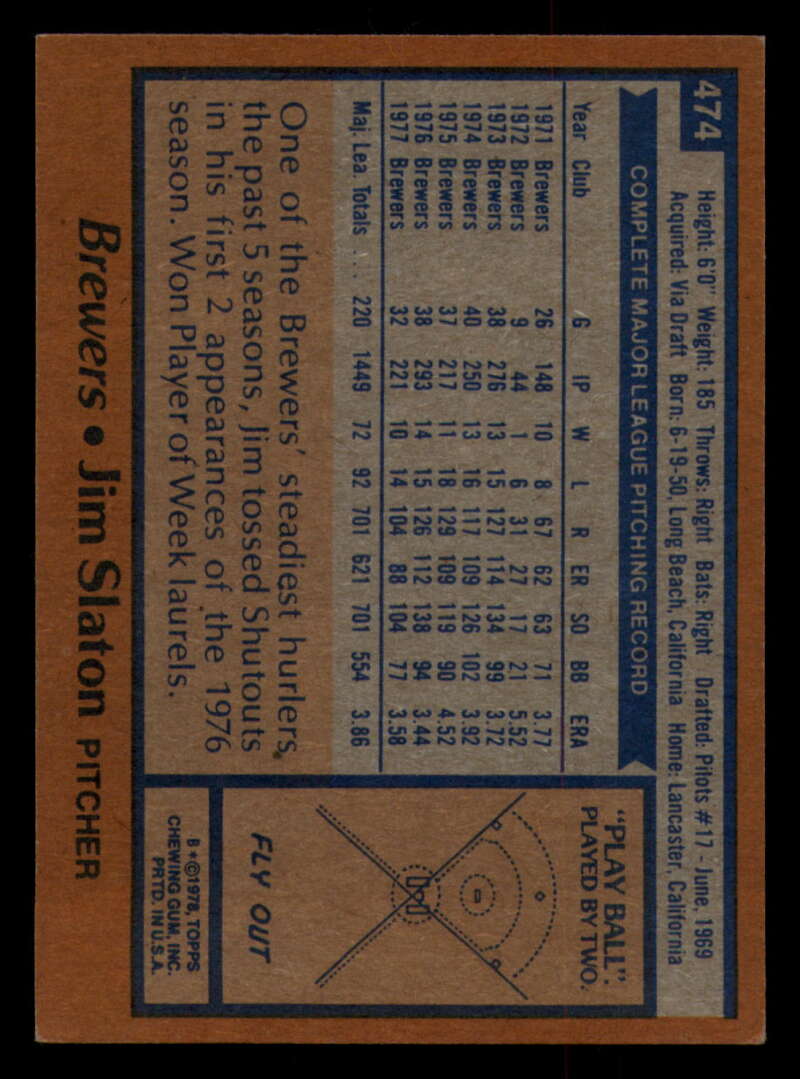 474
Height: 6'0" Weight: 185 Throws: Right Bats: Right Drafted: Pilots #17 - June, 1969
Acquired: Via Draft Born: 6-19-50, Long Beach, California Home: Lancaster, California
COMPLETE MAJOR LEAGUE PITCHING RECORD
Year Club G IP W L R ER SO BB ERA
1971 Brewers 26 148 10 8 67 62 63 71 3.77
1972 Brewers 9 44 1 6 31 27 17 21 5.52
1973 Brewers 38 276 13 15 127 114 134 99 3.72
1974 Brewers 40 250 13 16 117 109 126 102 3.92
1975 Brewers 37 217 11 18 129 109 119 90 4.52
1976 Brewers 38 293 14 15 126 112 138 94 3.44
1977 Brewers 32 221 10 14 104 88 104 77 3.58
Maj. Lea. Totals ... 220 1449 72 92 701 621 701 554 3.86
One of the Brewers' steadiest hurlers
the past 5 seasons, Jim tossed Shutouts
in his first 2 appearances of the 1976
season. Won Player of Week laurels.
"PLAY BALL".
PLAYED BY TWO.
FLY OUT
B*©1978, TOPPS
CHEWING GUM, INC.
PRTD. IN U.S.A.
Brewers • Jim Slaton PITCHER